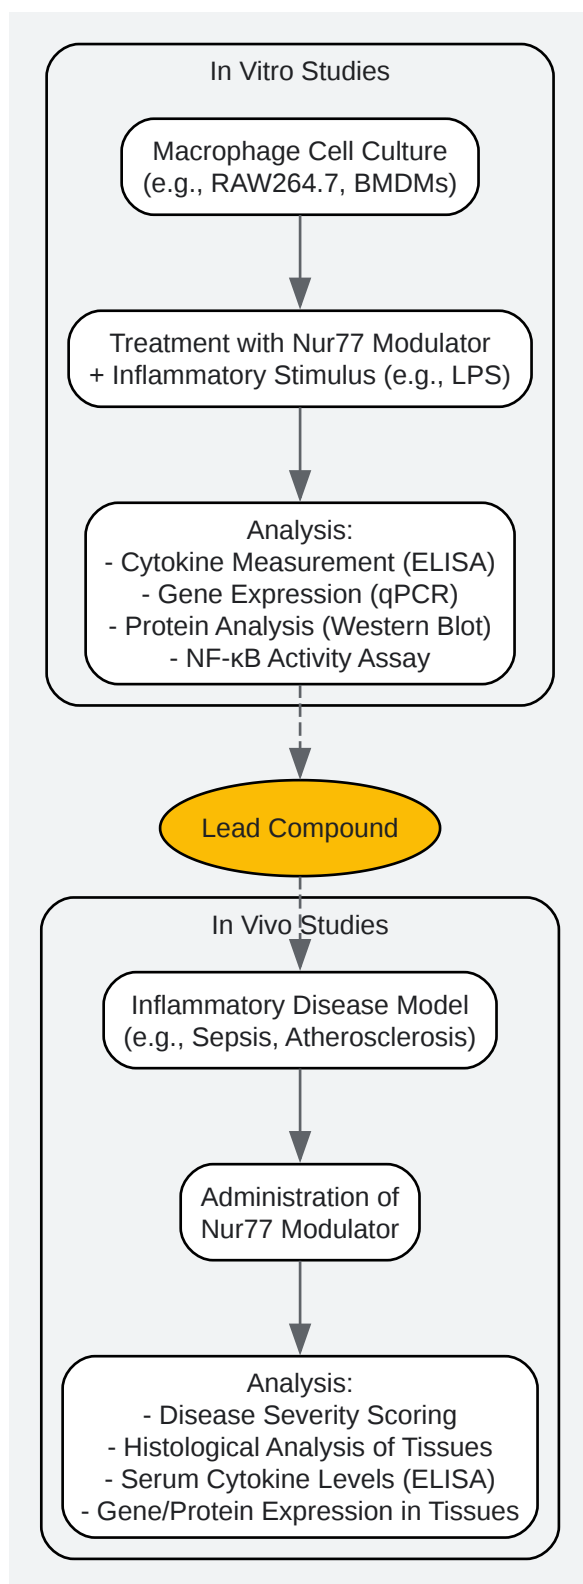 In Vitro Studies
Macrophage Cell Culture
(e.g., RAW264.7, BMDMs)
Treatment with Nur77 Modulator
+ Inflammatory Stimulus (e.g., LPS)
Analysis:
- Cytokine Measurement (ELISA)
- Gene Expression (qPCR)
- Protein Analysis (Western Blot)
- NF-κB Activity Assay
Lead Compound
In Vivo Studies
Inflammatory Disease Model
(e.g., Sepsis, Atherosclerosis)
Administration of
Nur77 Modulator
Analysis:
- Disease Severity Scoring
- Histological Analysis of Tissues
- Serum Cytokine Levels (ELISA)
- Gene/Protein Expression in Tissues